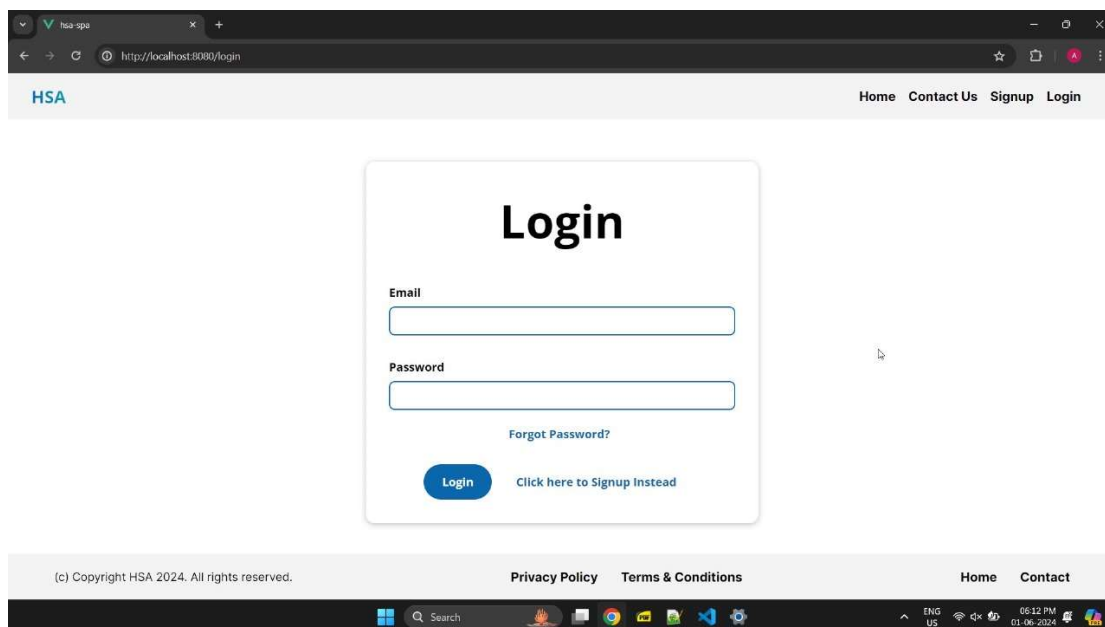 hsa-spa
http://localhost:8080/login
A
HSA
Home Contact Us Signup Login
Login
Email
Password
Forgot Password?
Login Click here to Signup Instead
(c) Copyright HSA 2024. All rights reserved.
Privacy Policy Terms & Conditions
Home Contact
Search
ENG
US
06:12 PM
01-06-2024